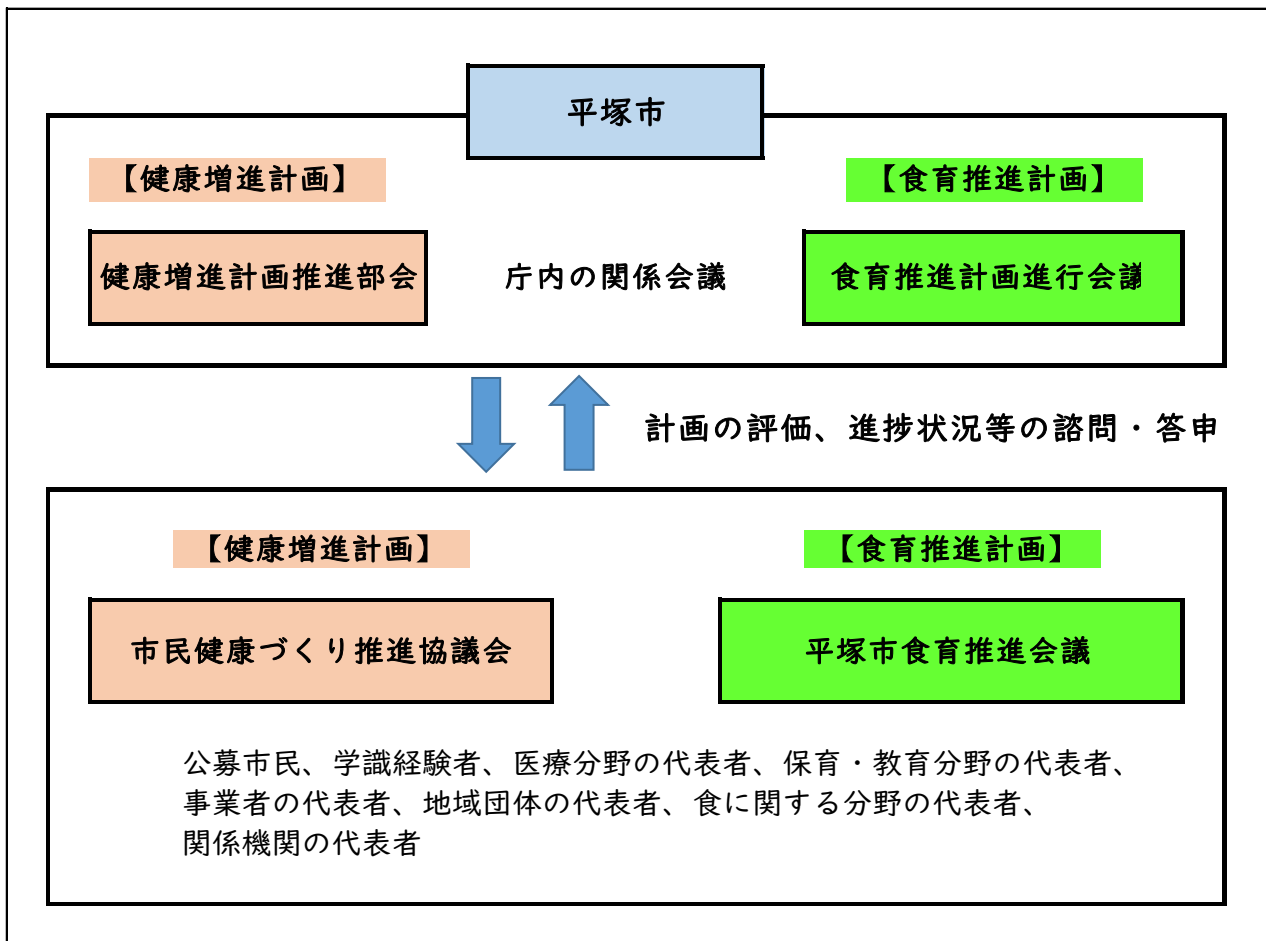 平塚市
【健康増進計画】
【食育推進計画】
健康増進計画推進部会
庁内の関係会議
食育推進計画進行会議
計画の評価、進捗状況等の諮問・答申
【健康増進計画】
【食育推進計画】
市民健康づくり推進協議会
平塚市食育推進会議
公募市民、学識経験者、医療分野の代表者、保育・教育分野の代表者、
事業者の代表者、地域団体の代表者、食に関する分野の代表者、
関係機関の代表者